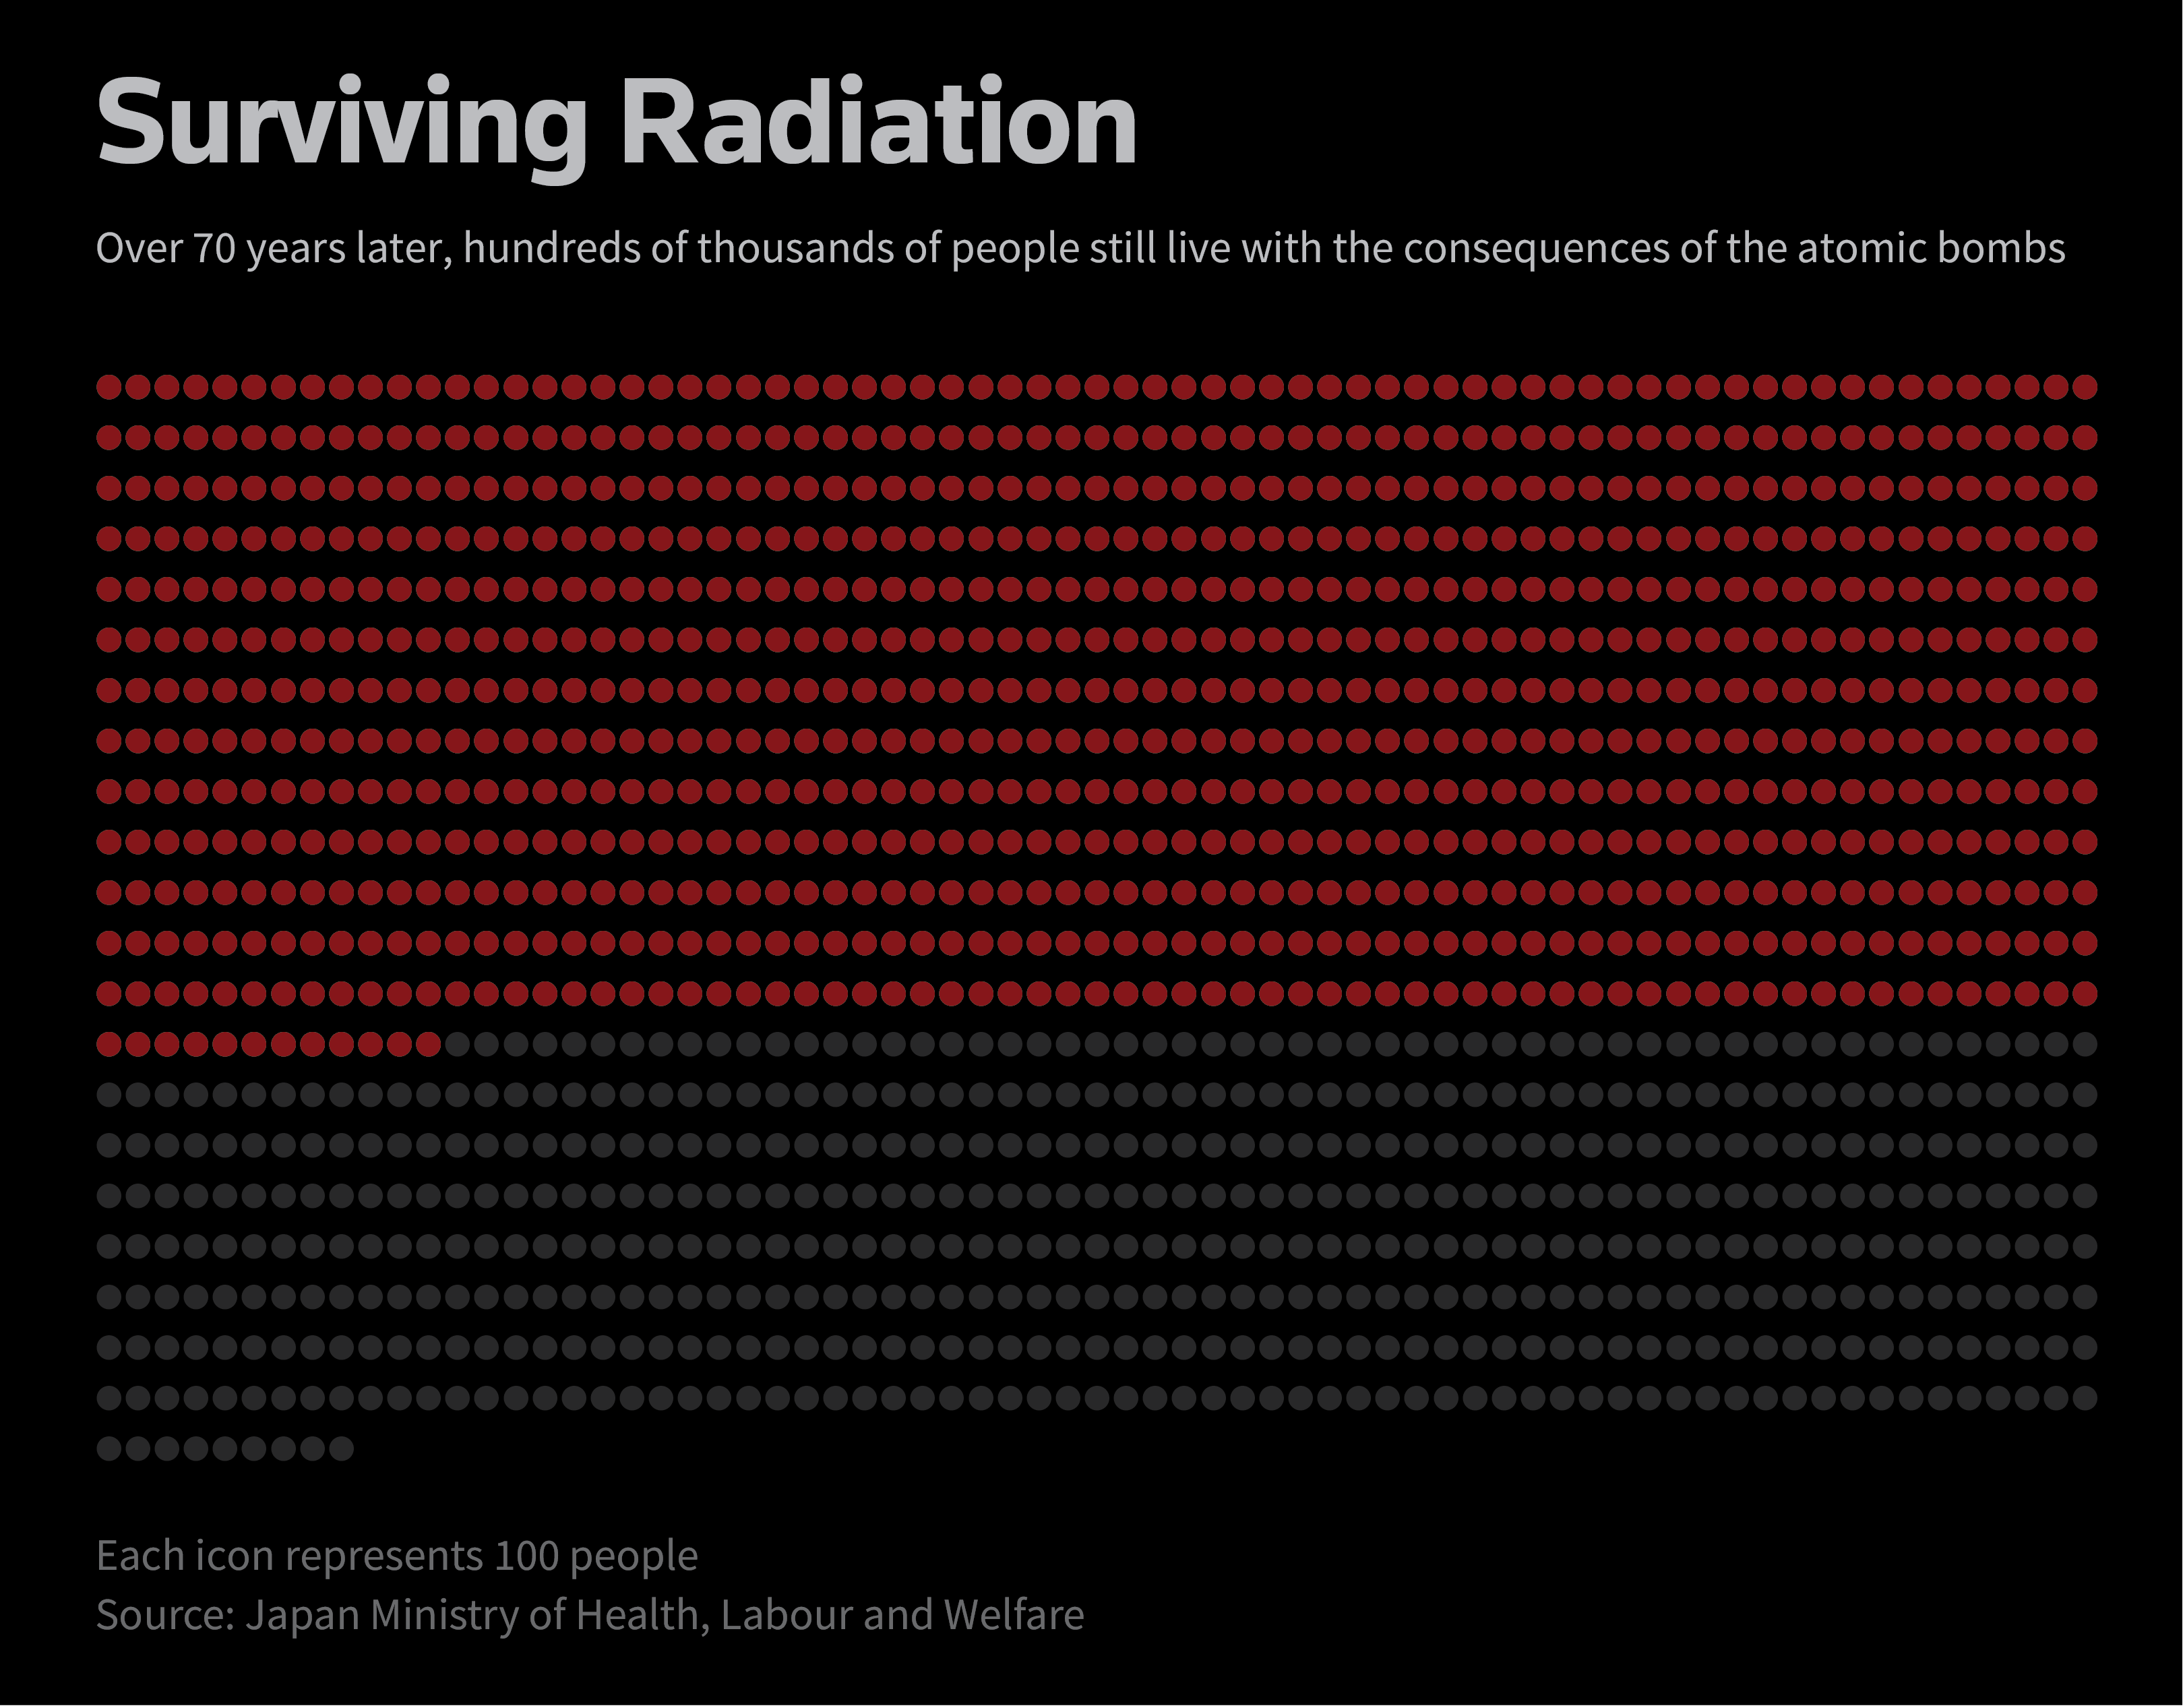 Surviving Radiation
Over 70 years later, hundreds of thousands of people still live with the consequences of the atomic bombs
Each icon represents 100 people
Source: Japan Ministry of Health, Labour and Welfare